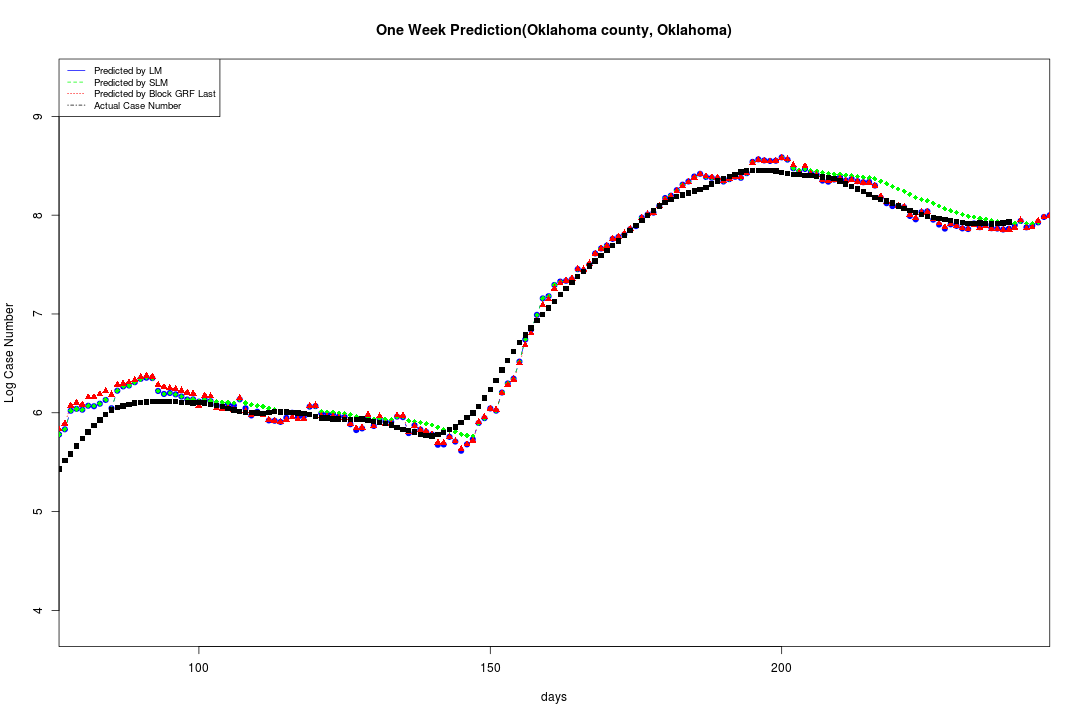 One Week Prediction(Oklahoma county, Oklahoma)
Predicted by LM
Predicted by SLM
Predicted by Block GRF Last
Actual Case Number
Log Case Number
9
8
7
6
5
4
100 150 200
days